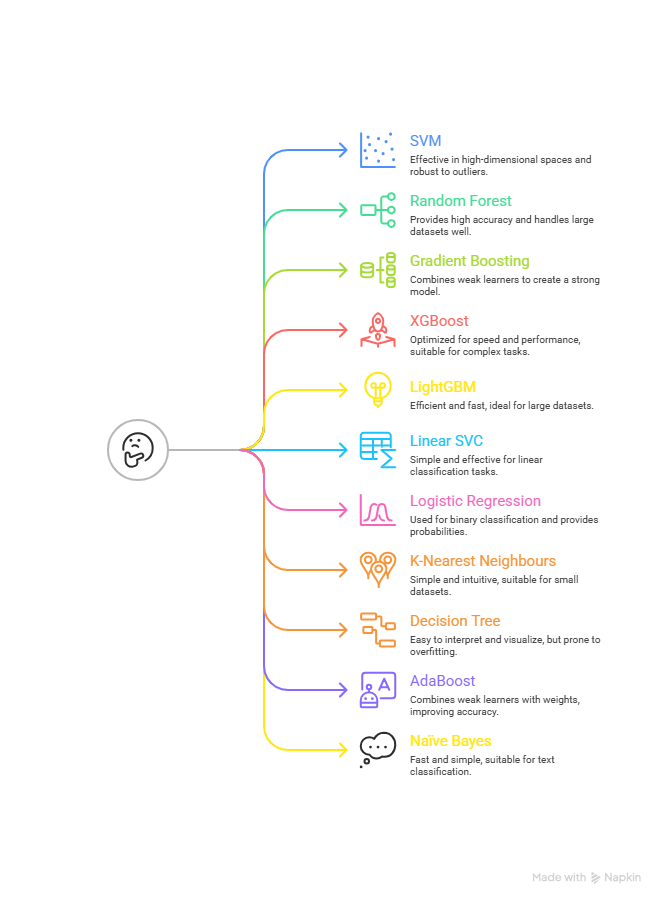 SVM
Effective in high-dimensional spaces and
robust to outliers.
Random Forest
Provides high accuracy and handles large
datasets well.
Gradient Boosting
Combines weak learners to create a strong
model.
XGBoost
Optimized for speed and performance,
suitable for complex tasks.
LightGBM
Efficient and fast, ideal for large datasets.
Linear SVC
Simple and effective for linear
classification tasks.
Logistic Regression
Used for binary classification and provides
probabilities.
K-Nearest Neighbours
Simple and intuitive, suitable for small
datasets.
Decision Tree
Easy to interpret and visualize, but prone to
overfitting.
A
AdaBoost
Combines weak learners with weights,
improving accuracy.
Naïve Bayes
Fast and simple, suitable for text
classification.
Made with Napkin